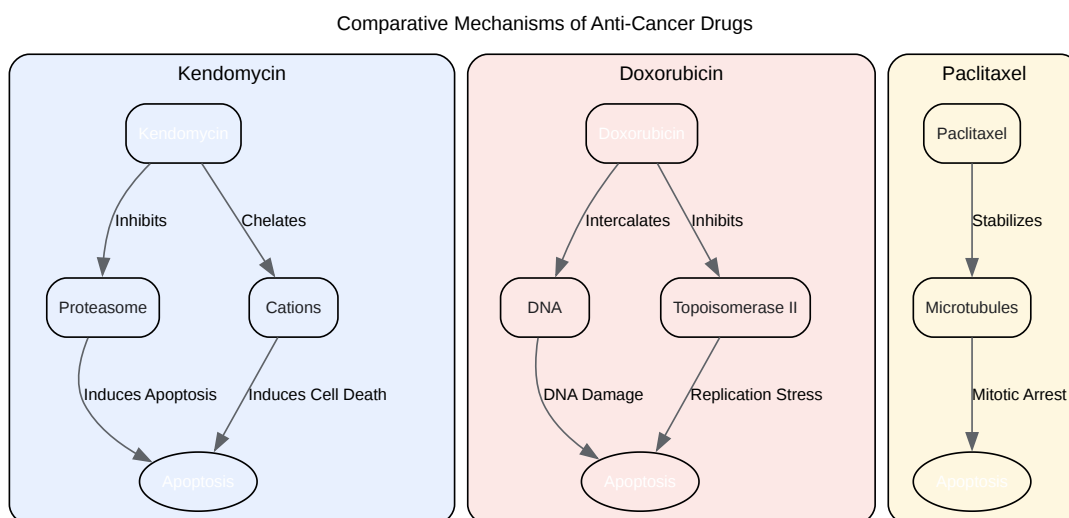 Comparative Mechanisms of Anti-Cancer Drugs
Kendomycin
Kendomycin
Inhibits
Chelates
Proteasome
Cations
Induces Apoptosis
Induces Cell Death
Apoptosis
Doxorubicin
Doxorubicin
Intercalates
Inhibits
DNA
Topoisomerase II
DNA Damage
Replication Stress
Apoptosis
Paclitaxel
Paclitaxel
Stabilizes
Microtubules
Mitotic Arrest
Apoptosis